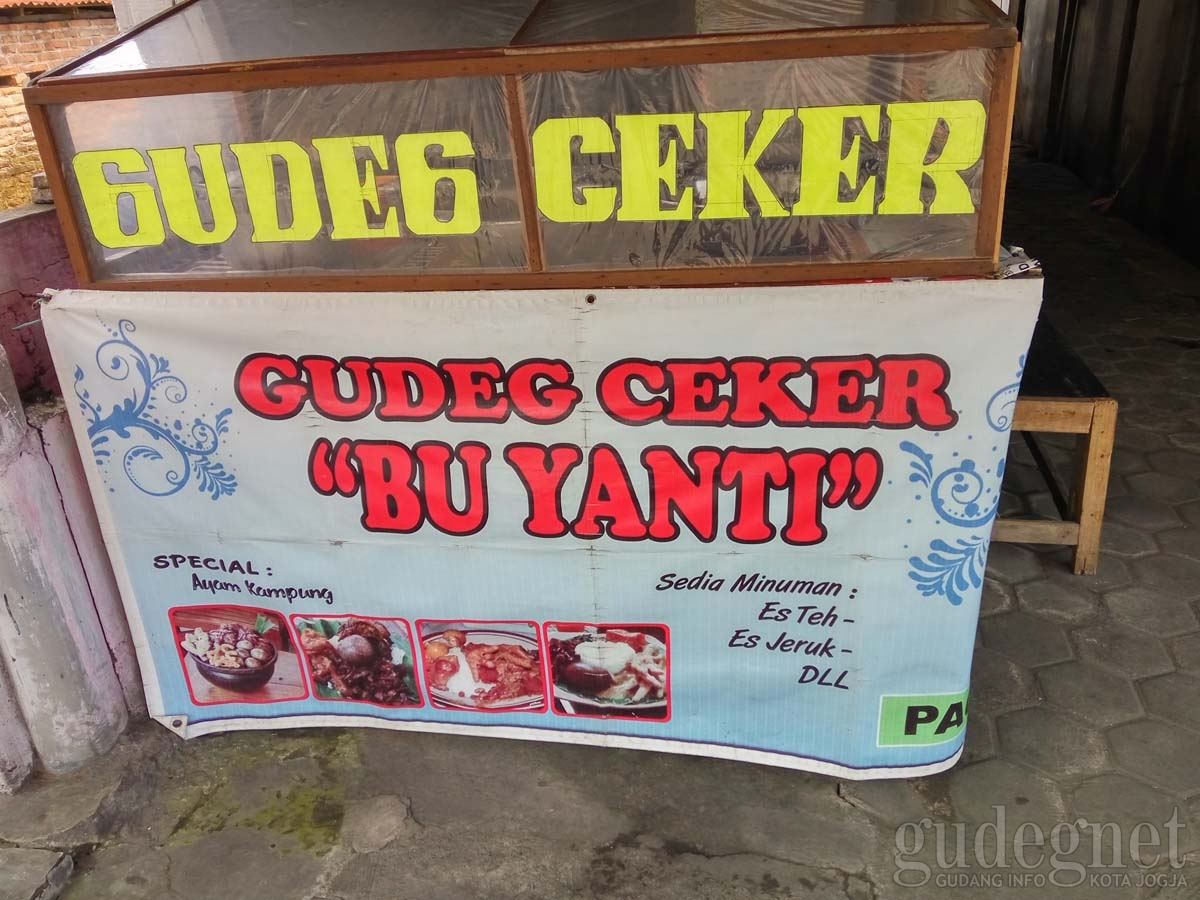 GUDEG CEKER
GUDEG CEKER
“BU YANTI”
SPECIAL :
Ayam Kampung
Sedia Minuman :
Es Teh -
Es Jeruk -
DLL
gudegnet
GUDANG INFO KOTA JOGJA